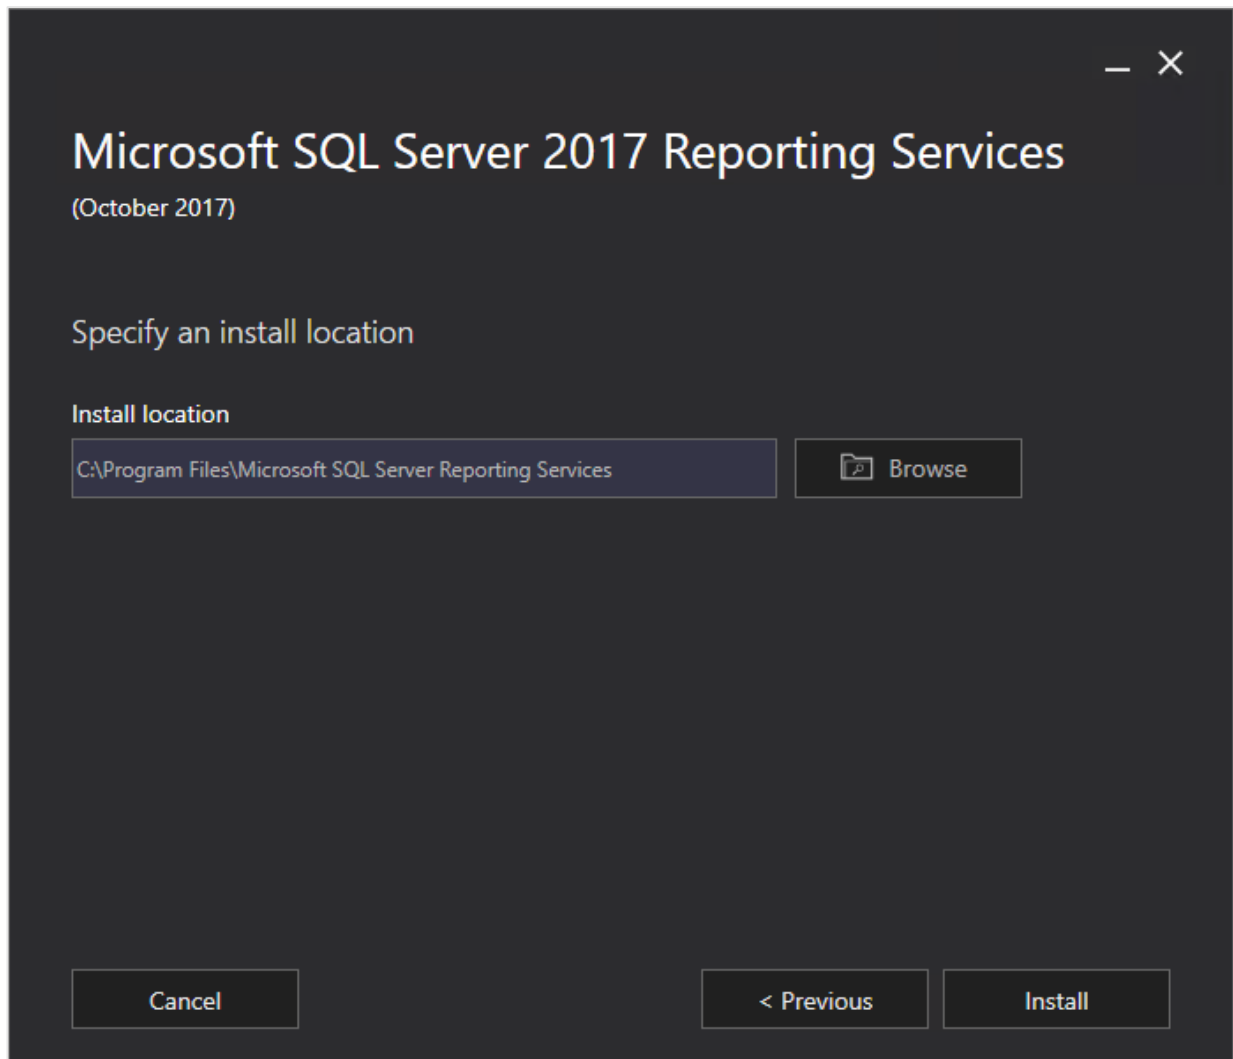 Microsoft SQL Server 2017 Reporting Services
(October 2017)
Specify an install location
Install location
C:\Program Files\Microsoft SQL Server Reporting Services
Browse
Cancel
< Previous
Install